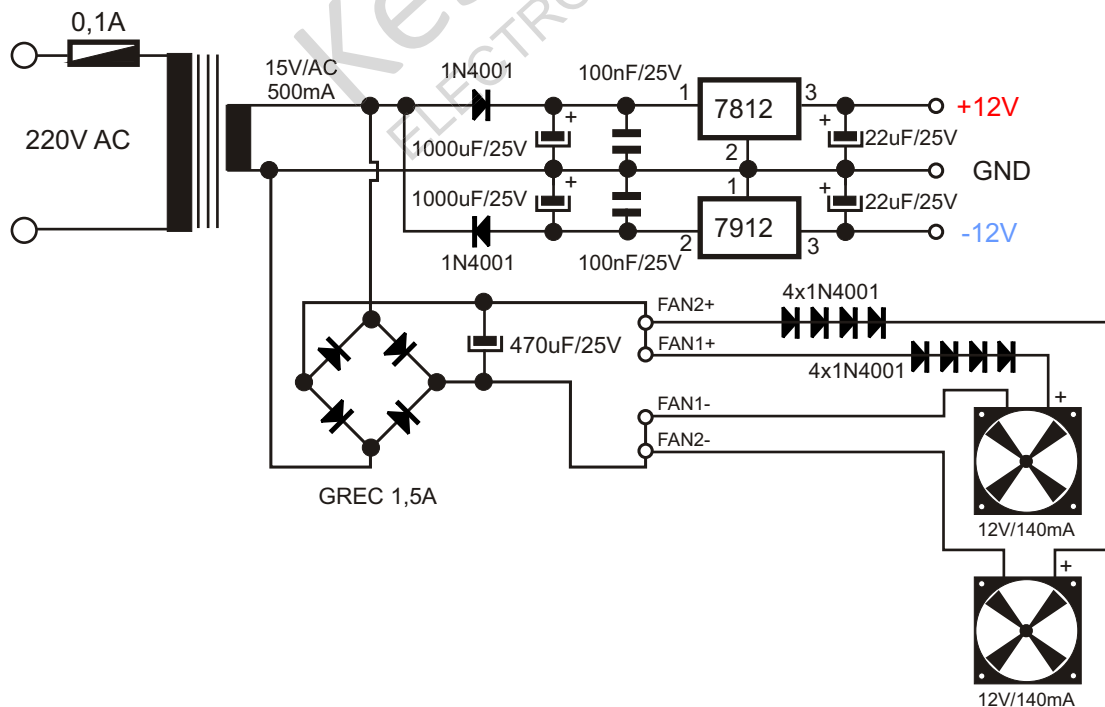 0,1A
220V AC
15V/AC
500mA
1N4001
100nF/25V
1 7812 3
2
+12V
1000uF/25V
+
22uF/25V
+
GND
1000uF/25V
+
22uF/25V
+
1
2 7912 3
-12V
1N4001
100nF/25V
FAN2+
4x1N4001
FAN1+
4x1N4001
470uF/25V
FAN1-
FAN2-
+
GREC 1,5A
12V/140mA
+
12V/140mA